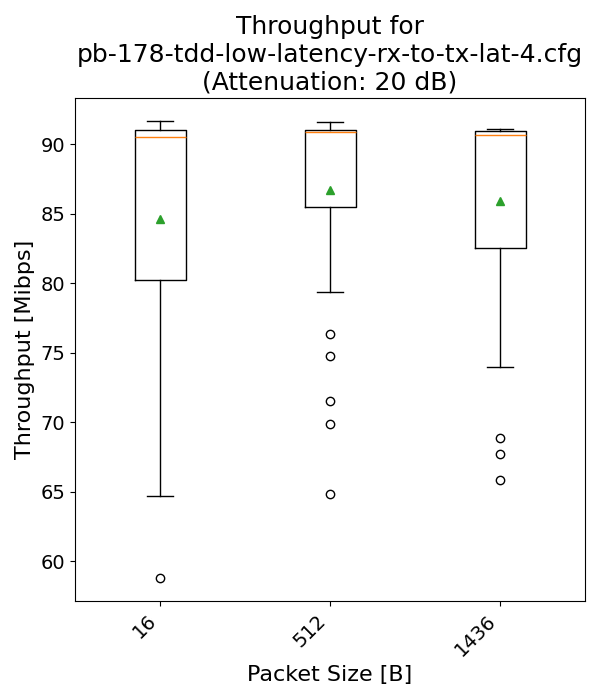 Throughput for
pb-178-tdd-low-latency-rx-to-tx-lat-4.cfg
(Attenuation: 20 dB)
Throughput [Mibps]
90
85
80
75
70
65
60
16
512
1436
Packet Size [B]